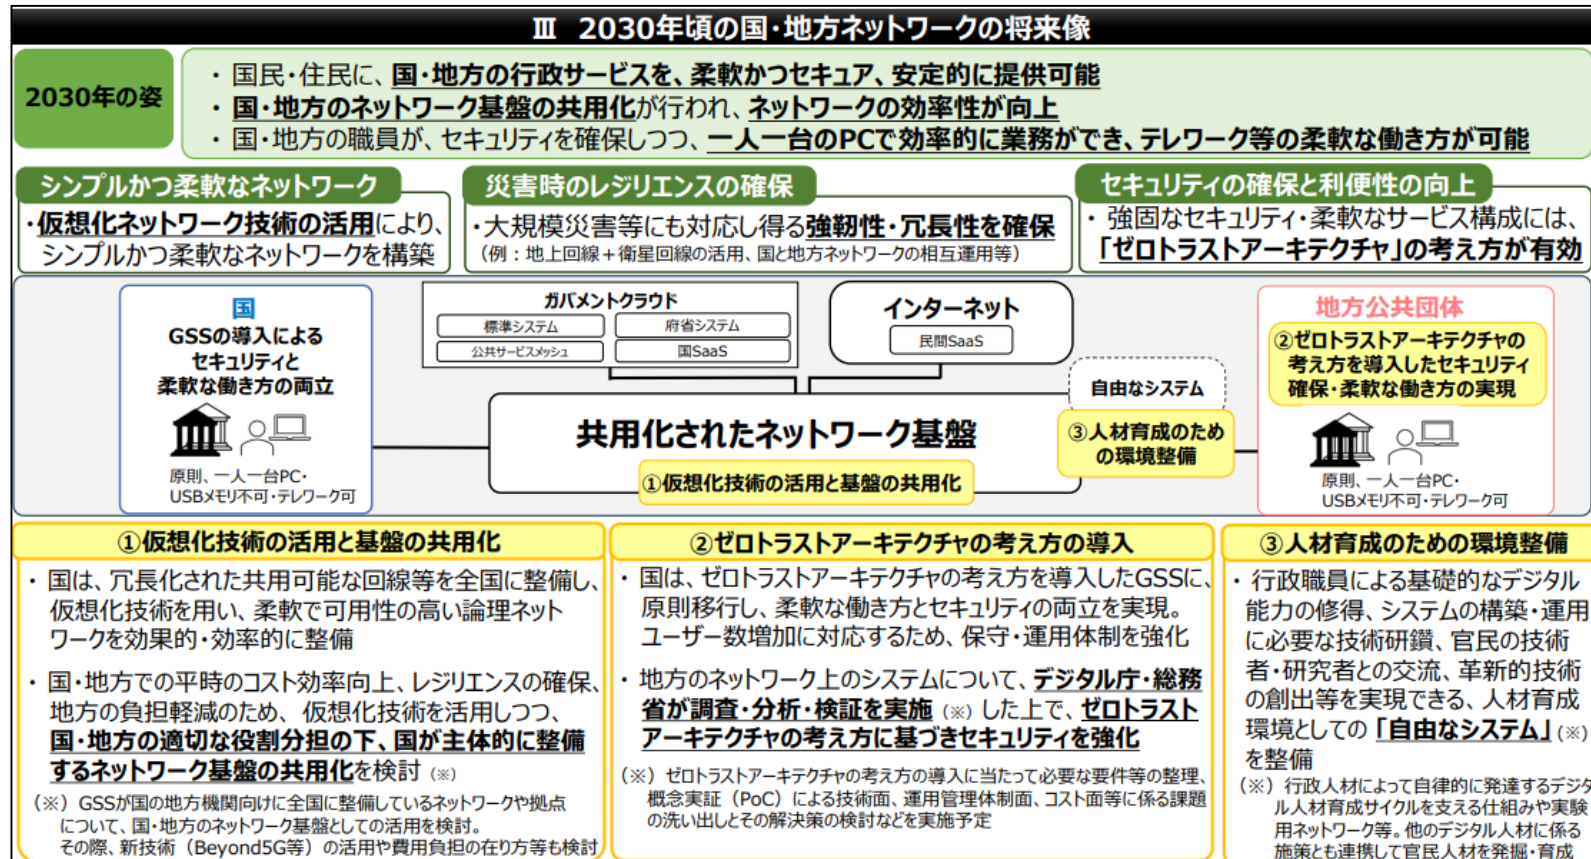 Ⅲ 2030年頃の国・地方ネットワークの将来像
2030年の姿
・ 国民・住民に、国・地方の行政サービスを、柔軟かつセキュア、安定的に提供可能
・ 国・地方のネットワーク基盤の共用化が行われ、ネットワークの効率性が向上
・ 国・地方の職員が、セキュリティを確保しつつ、一人一台のPCで効率的に業務ができ、テレワーク等の柔軟な働き方が可能
シンプルかつ柔軟なネットワーク
・仮想化ネットワーク技術の活用により、
シンプルかつ柔軟なネットワークを構築
災害時のレジリエンスの確保
・大規模災害等にも対応し得る強靭性・冗長性を確保
（例：地上回線＋衛星回線の活用、国と地方ネットワークの相互運用等）
セキュリティの確保と利便性の向上
・ 強固なセキュリティ・柔軟なサービス構成には、
「ゼロトラストアーキテクチャ」の考え方が有効
国
GSSの導入による
セキュリティと
柔軟な働き方の両立
原則、一人一台PC・
USBメモリ不可・テレワーク可
ガバメントクラウド
標準システム
府省システム
公共サービスメッシュ
国SaaS
インターネット
民間SaaS
共用化されたネットワーク基盤
①仮想化技術の活用と基盤の共用化
自由なシステム
③人材育成のため
の環境整備
地方公共団体
②ゼロトラストアーキテクチャの
考え方を導入したセキュリティ
確保・柔軟な働き方の実現
原則、一人一台PC・
USBメモリ不可・テレワーク可
①仮想化技術の活用と基盤の共用化
・ 国は、冗長化された共用可能な回線等を全国に整備し、
仮想化技術を用い、柔軟で可用性の高い論理ネット
ワークを効果的・効率的に整備
・ 国・地方での平時のコスト効率向上、レジリエンスの確保、
地方の負担軽減のため、仮想化技術を活用しつつ、
国・地方の適切な役割分担の下、国が主体的に整備
するネットワーク基盤の共用化を検討（※）
（※）GSSが国の地方機関向けに全国に整備しているネットワークや拠点
について、国・地方のネットワーク基盤としての活用を検討。
その際、新技術（Beyond5G等）の活用や費用負担の在り方等も検討
②ゼロトラストアーキテクチャの考え方の導入
・ 国は、ゼロトラストアーキテクチャの考え方を導入したGSSに、
原則移行し、柔軟な働き方とセキュリティの両立を実現。
ユーザー数増加に対応するため、保守・運用体制を強化
・ 地方のネットワーク上のシステムについて、デジタル庁・総務
省が調査・分析・検証を実施（※）した上で、ゼロトラスト
アーキテクチャの考え方に基づきセキュリティを強化
（※）ゼロトラストアーキテクチャの考え方の導入に当たって必要な要件等の整理、
概念実証（PoC）による技術面、運用管理体制面、コスト面等に係る課題
の洗い出しとその解決策の検討などを実施予定
③人材育成のための環境整備
・ 行政職員による基礎的なデジタル
能力の修得、システムの構築・運用
に必要な技術研鑽、官民の技術
者・研究者との交流、革新的技術
の創出等を実現できる、人材育成
環境としての「自由なシステム」（※）
を整備
（※）行政人材によって自律的に発達するデジタ
ル人材育成サイクルを支える仕組みや実験
用ネットワーク等。他のデジタル人材に係る
施策とも連携して官民人材を発掘・育成